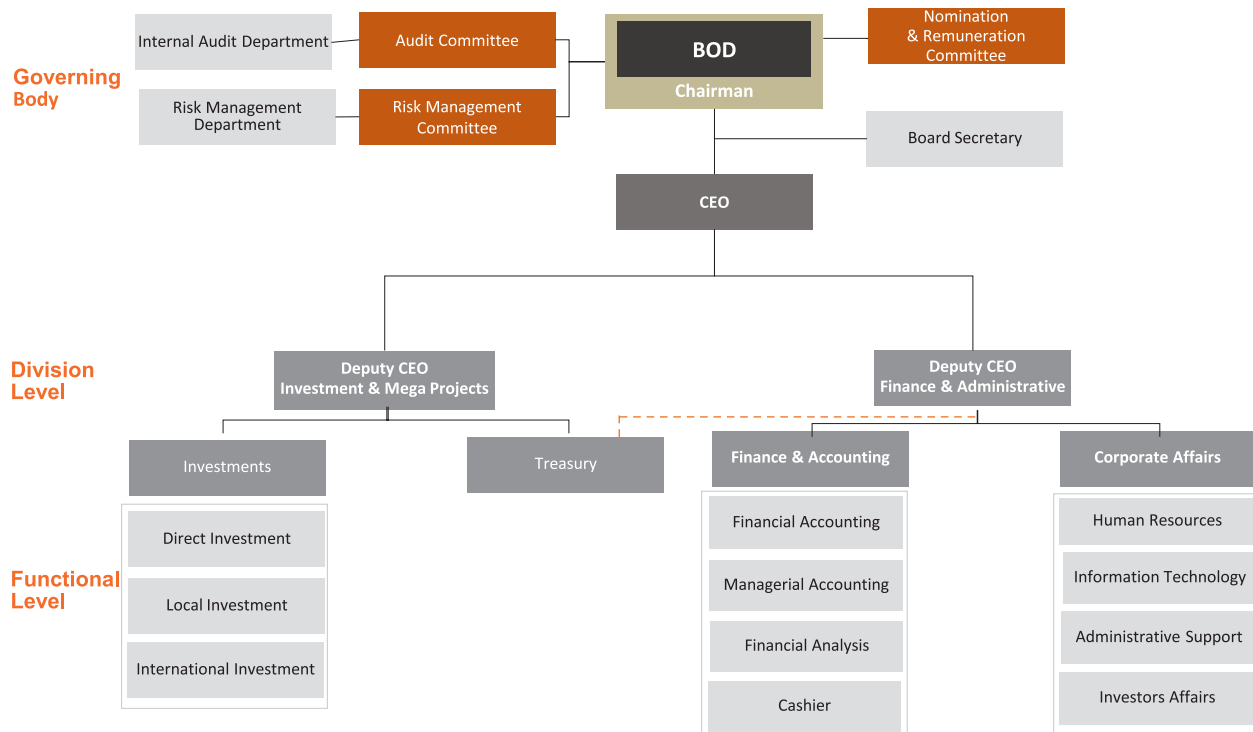 Internal Audit Department
Audit Committee
BOD
Chairman
Nomination
& Remuneration
Committee
Governing
Body
Risk Management
Department
Risk Management
Committee
Board Secretary
CEO
Division
Level
Deputy CEO
Investment & Mega Projects
Deputy CEO
Finance & Administrative
Investments
Treasury
Finance & Accounting
Corporate Affairs
Functional
Level
Direct Investment
Local Investment
International Investment
Financial Accounting
Managerial Accounting
Financial Analysis
Cashier
Human Resources
Information Technology
Administrative Support
Investors Affairs